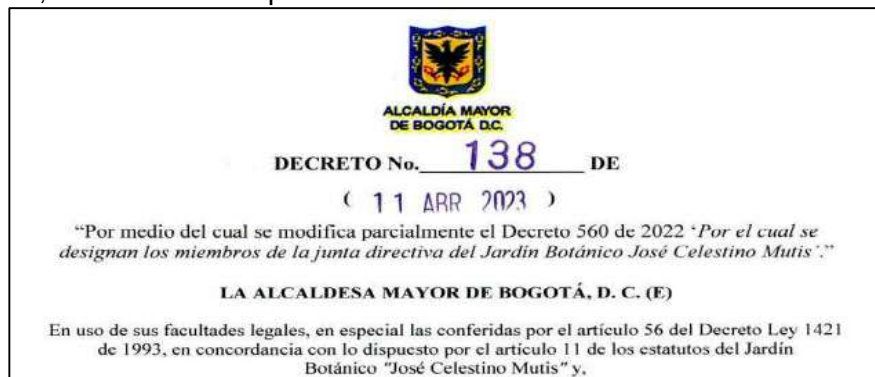 ALCALDÍA MAYOR
DE BOGOTÁ D.C.
DECRETO No. 138 DE
( 11 ABR 2023 )
“Por medio del cual se modifica parcialmente el Decreto 560 de 2022 ‘Por el cual se
designan los miembros de la junta directiva del Jardín Botánico José Celestino Mutis’.”
LA ALCALDESA MAYOR DE BOGOTÁ, D. C. (E)
En uso de sus facultades legales, en especial las conferidas por el artículo 56 del Decreto Ley 1421
de 1993, en concordancia con lo dispuesto por el artículo 11 de los estatutos del Jardín
Botánico "José Celestino Mutis" y,